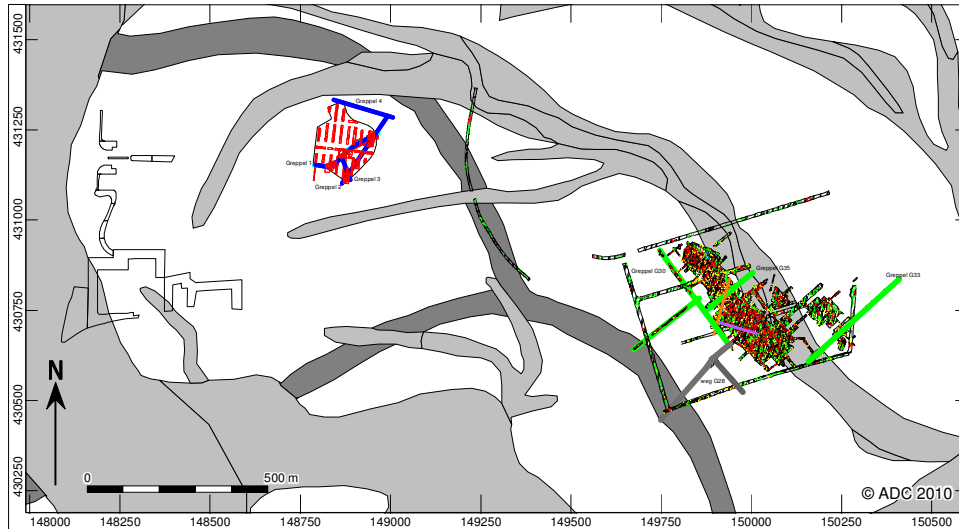 431500
431250
431000
430750
430500
430250
Greppel 4
Greppel 1
Greppel 2
Greppel 3
Greppel G30
Greppel G35
Greppel G33
weg G28
N
0
500 m
© ADC 2010
148000
148250
148500
148750
149000
149250
149500
149750
150000
150250
150500